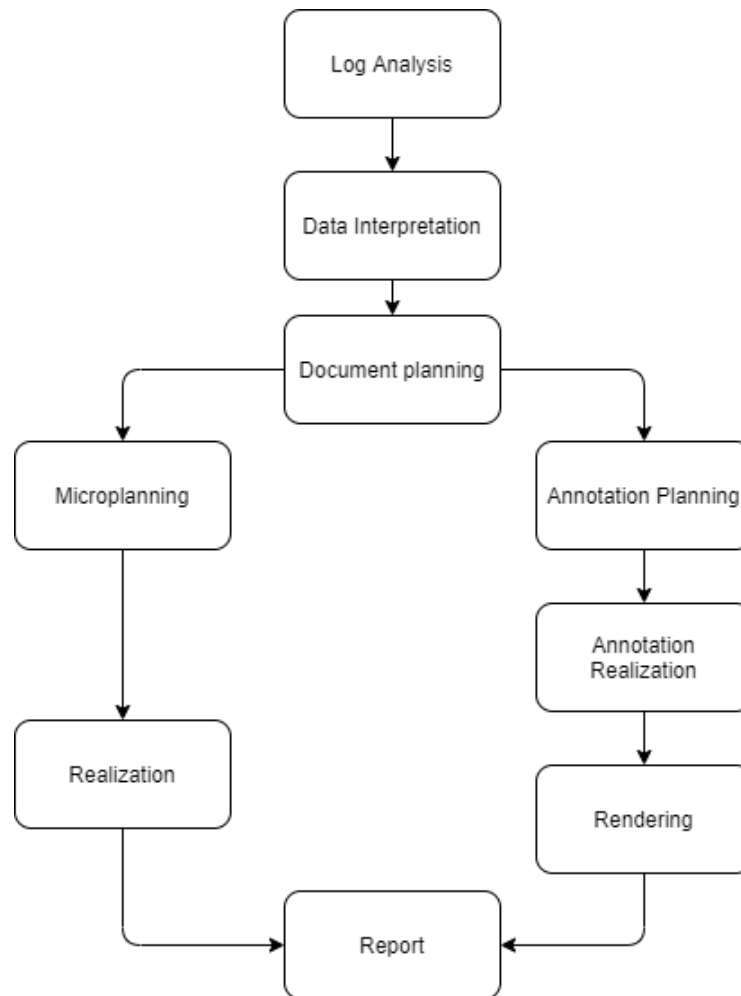 Log Analysis
Data Interpretation
Document planning
Microplanning
Annotation Planning
Annotation
Realization
Realization
Rendering
Report